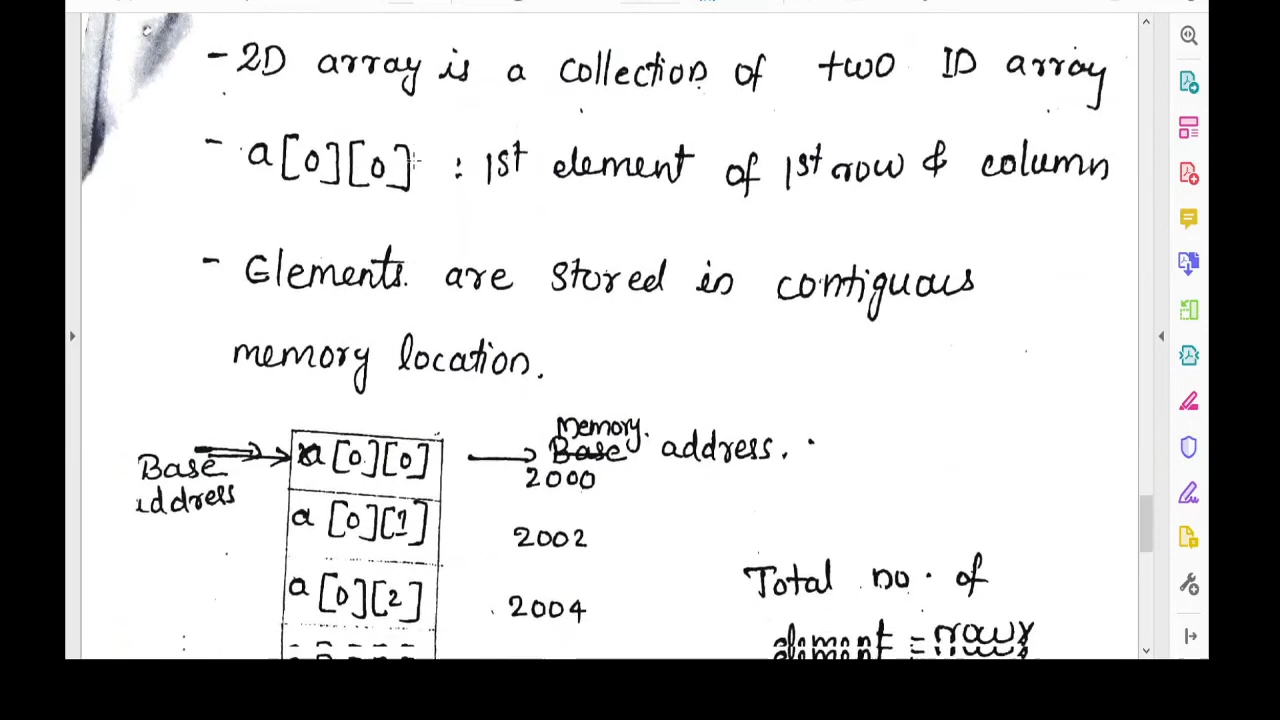 - 2D array is a collection of two 1D array
- a[0][0] : 1st element of 1st row & column
- Elements are stored in contiguous
memory location.
Base address
a[0][0]
Memory
Base address.
2000
a[0][1] 2002
a[0][2] 2004
Total no. of
element = row x